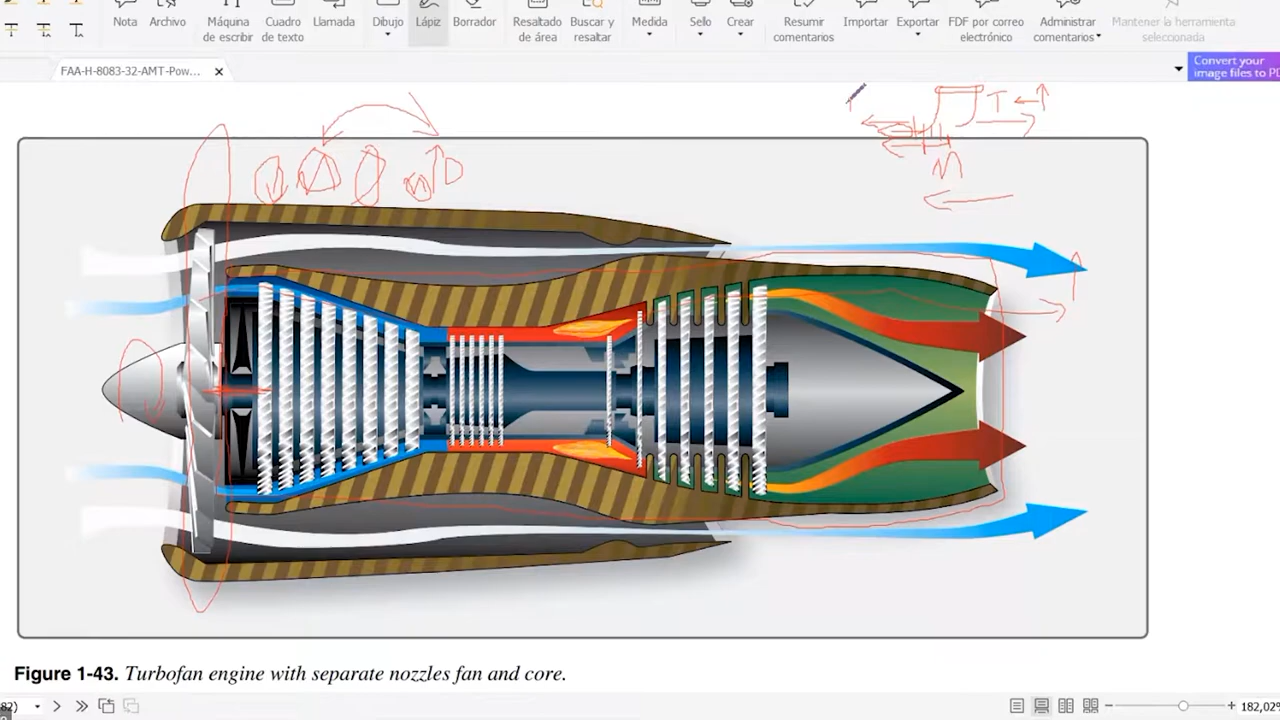 Nota Archivo Máquina de escribir Cuadro de texto Llamada Dibujo Lápiz Borrador Resaltado de área Buscar y resaltar Medida Sello Crear Resumir comentarios Importar Exportar FDF por correo electrónico Administrar comentarios Mantener la herramienta seleccionada
FAA-H-8083-32-AMT-Pow...
Convert your
image files to PD
T
Figure 1-43. Turbofan engine with separate nozzles fan and core.
82)
182,02%